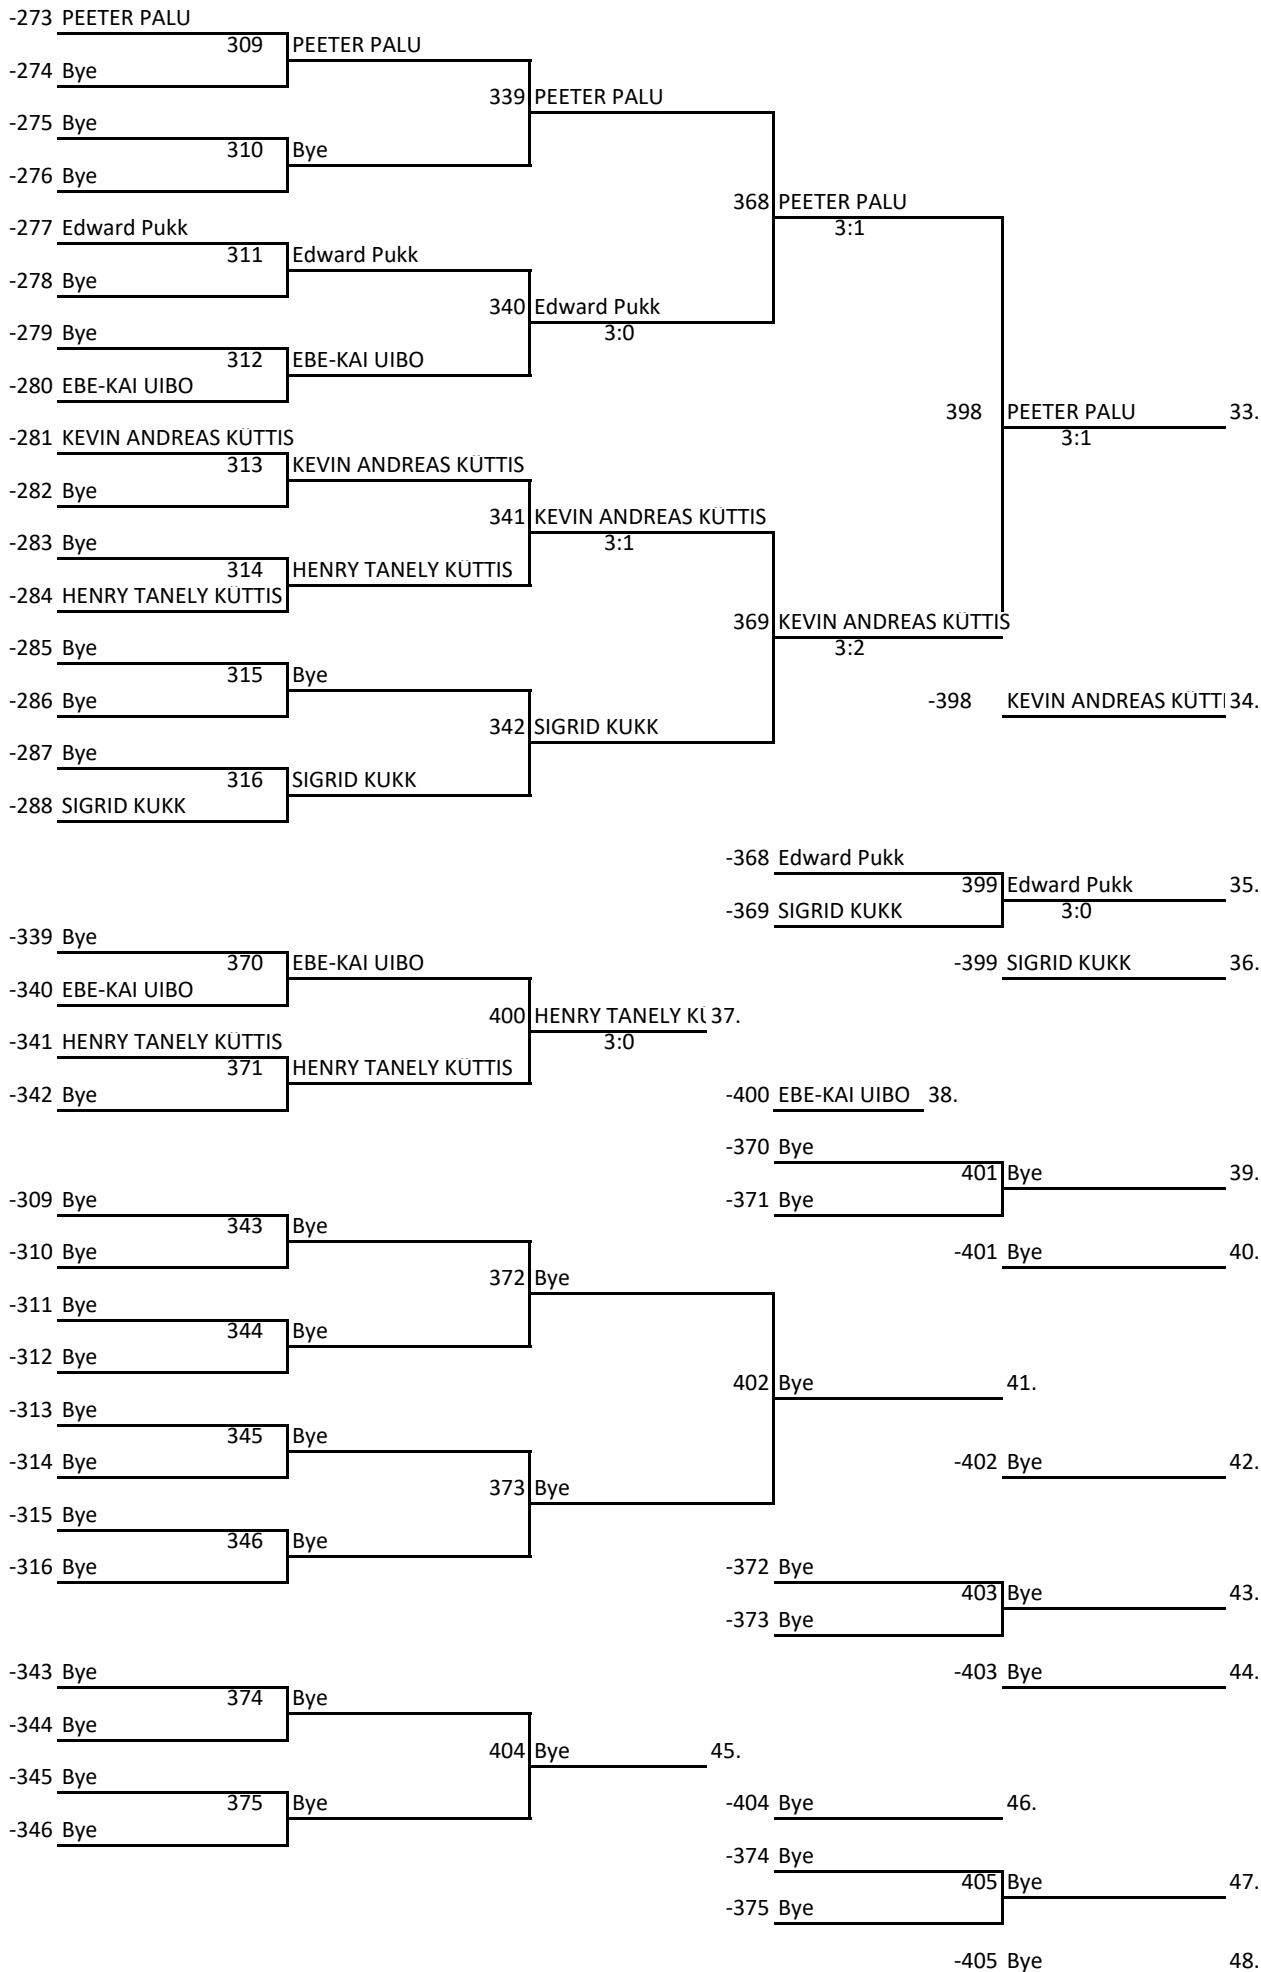 -273 PEETER PALU
309 PEETER PALU
-274 Bye
339 PEETER PALU
-275 Bye
310 Bye
-276 Bye
368 PEETER PALU
3:1
-277 Edward Pukk
311 Edward Pukk
-278 Bye
340 Edward Pukk
3:0
-279 Bye
312 EBE-KAI UIBO
-280 EBE-KAI UIBO
398 PEETER PALU 33.
3:1
-281 KEVIN ANDREAS KÜTTIS
313 KEVIN ANDREAS KÜTTIS
-282 Bye
341 KEVIN ANDREAS KÜTTIS
3:1
-283 Bye
314 HENRY TANELY KÜTTIS
-284 HENRY TANELY KÜTTIS
369 KEVIN ANDREAS KÜTTIS
3:2
-285 Bye
315 Bye
-286 Bye
-398 KEVIN ANDREAS KÜTTI 34.
342 SIGRID KUKK
-287 Bye
316 SIGRID KUKK
-288 SIGRID KUKK
-368 Edward Pukk
399 Edward Pukk 35.
-369 SIGRID KUKK 3:0
-339 Bye
370 EBE-KAI UIBO
-399 SIGRID KUKK 36.
-340 EBE-KAI UIBO
400 HENRY TANELY KÜ 37.
3:0
-341 HENRY TANELY KÜTTIS
371 HENRY TANELY KÜTTIS
-342 Bye
-400 EBE-KAI UIBO 38.
-370 Bye
401 Bye 39.
-371 Bye
-309 Bye
343 Bye
-310 Bye
-401 Bye 40.
372 Bye
-311 Bye
344 Bye
-312 Bye
402 Bye 41.
-313 Bye
345 Bye
-314 Bye
-402 Bye 42.
373 Bye
-315 Bye
346 Bye
-316 Bye
-372 Bye
403 Bye 43.
-373 Bye
-343 Bye
-403 Bye 44.
374 Bye
-344 Bye
404 Bye 45.
-345 Bye
375 Bye
-404 Bye 46.
-346 Bye
-374 Bye
405 Bye 47.
-375 Bye
-405 Bye 48.